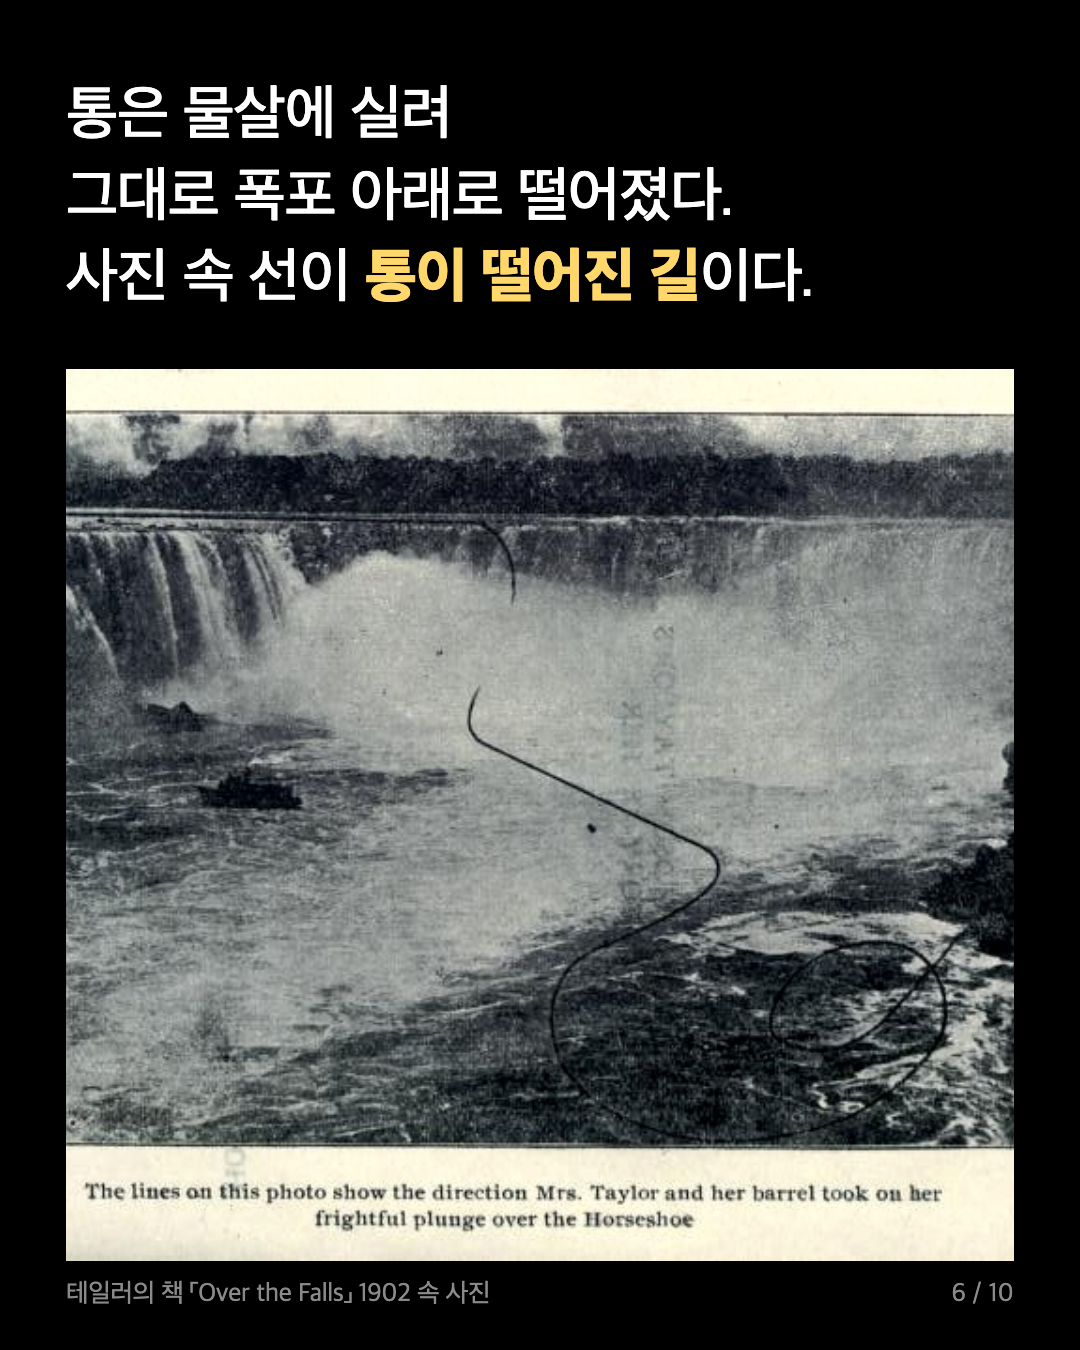 통은 물살에 실려
그대로 폭포 아래로 떨어졌다.
사진 속 선이 통이 떨어진 길이다.
The lines on this photo show the direction Mrs. Taylor and her barrel took on her
frightful plunge over the Horseshoe
테일러의 책 「Over the Falls」 1902 속 사진
6 / 10